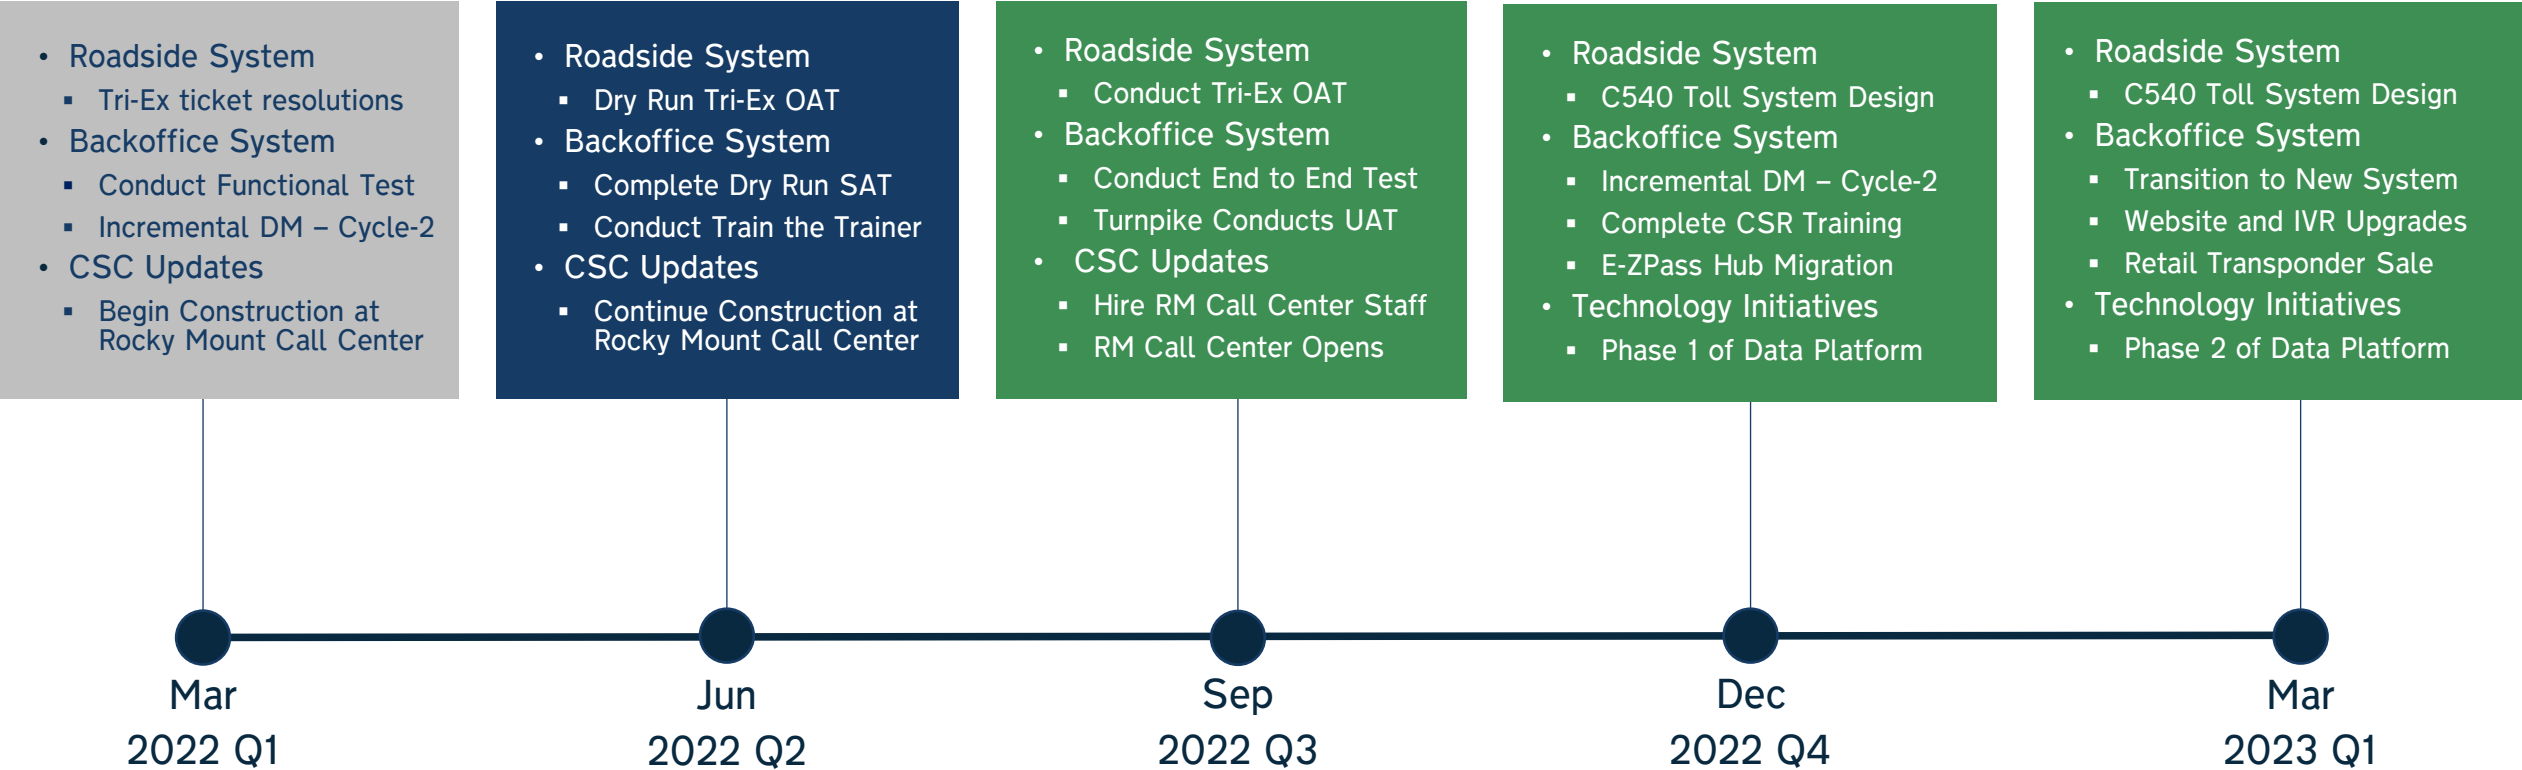 • Roadside System
▪ Tri-Ex ticket resolutions
• Backoffice System
▪ Conduct Functional Test
▪ Incremental DM – Cycle-2
• CSC Updates
▪ Begin Construction at
Rocky Mount Call Center
• Roadside System
▪ Dry Run Tri-Ex OAT
• Backoffice System
▪ Complete Dry Run SAT
▪ Conduct Train the Trainer
• CSC Updates
▪ Continue Construction at
Rocky Mount Call Center
• Roadside System
▪ Conduct Tri-Ex OAT
• Backoffice System
▪ Conduct End to End Test
▪ Turnpike Conducts UAT
• CSC Updates
▪ Hire RM Call Center Staff
▪ RM Call Center Opens
• Roadside System
▪ C540 Toll System Design
• Backoffice System
▪ Incremental DM – Cycle-2
▪ Complete CSR Training
▪ E-ZPass Hub Migration
• Technology Initiatives
▪ Phase 1 of Data Platform
• Roadside System
▪ C540 Toll System Design
• Backoffice System
▪ Transition to New System
▪ Website and IVR Upgrades
▪ Retail Transponder Sale
• Technology Initiatives
▪ Phase 2 of Data Platform
Mar
2022 Q1
Jun
2022 Q2
Sep
2022 Q3
Dec
2022 Q4
Mar
2023 Q1